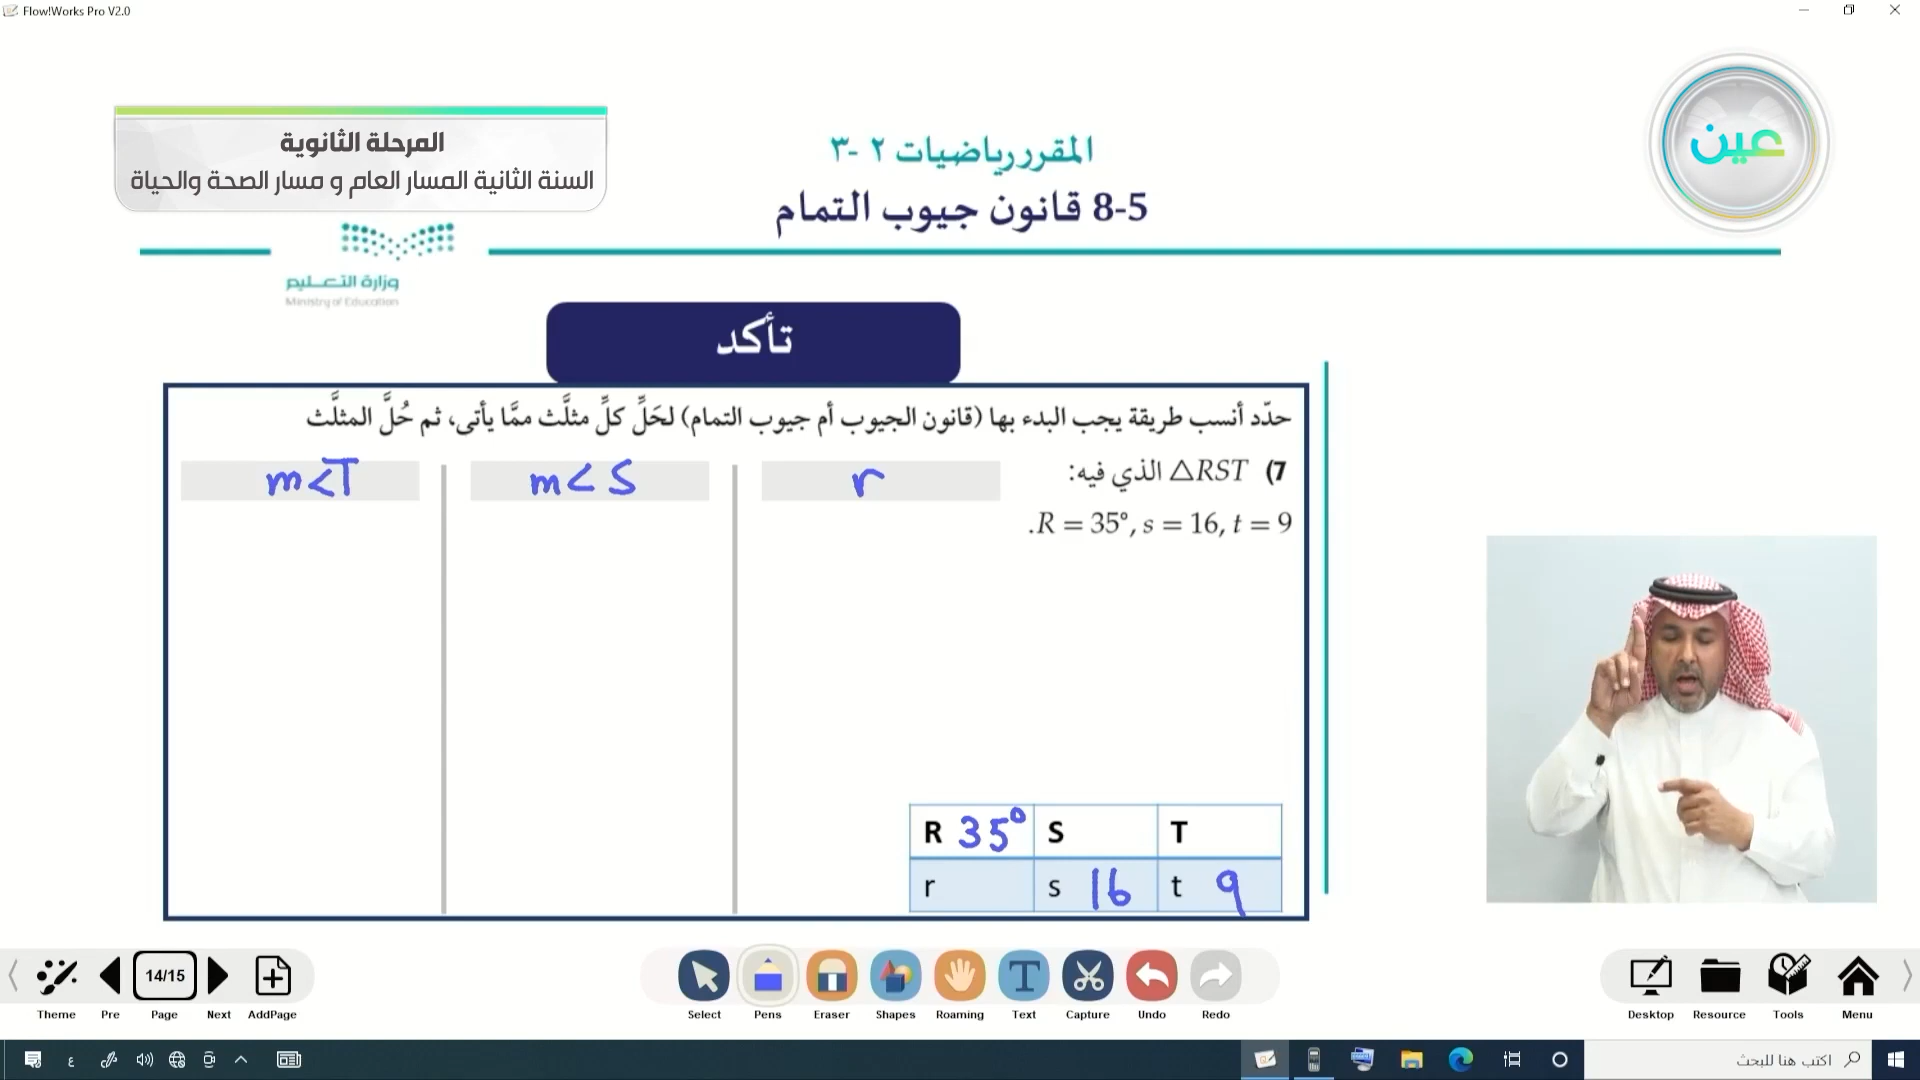 Flow!Works Pro V2.0
المرحلة الثانوية
السنة الثانية المسار العام و مسار الصحة والحياة
عين
المقرر رياضيات ٢ -٣
8-5 قانون جيوب التمام
وزارة التعليم
Ministry of Education
تأكد
حدّد أنسب طريقة يجب البدء بها (قانون الجيوب أم جيوب التمام) لحَلِّ كلِّ مثلَّث ممَّا يأتى، ثم حُلَّ المثلَّث
7) △RST الذي فيه:
R = 35°, s = 16, t = 9.
r
m<S
m<T
R 35° S T
r s 16 t 9
14/15
Theme Pre Page Next AddPage
Select Pens Eraser Shapes Roaming Text Capture Undo Redo
Desktop Resource Tools Menu
ع
اكتب هنا للبحث